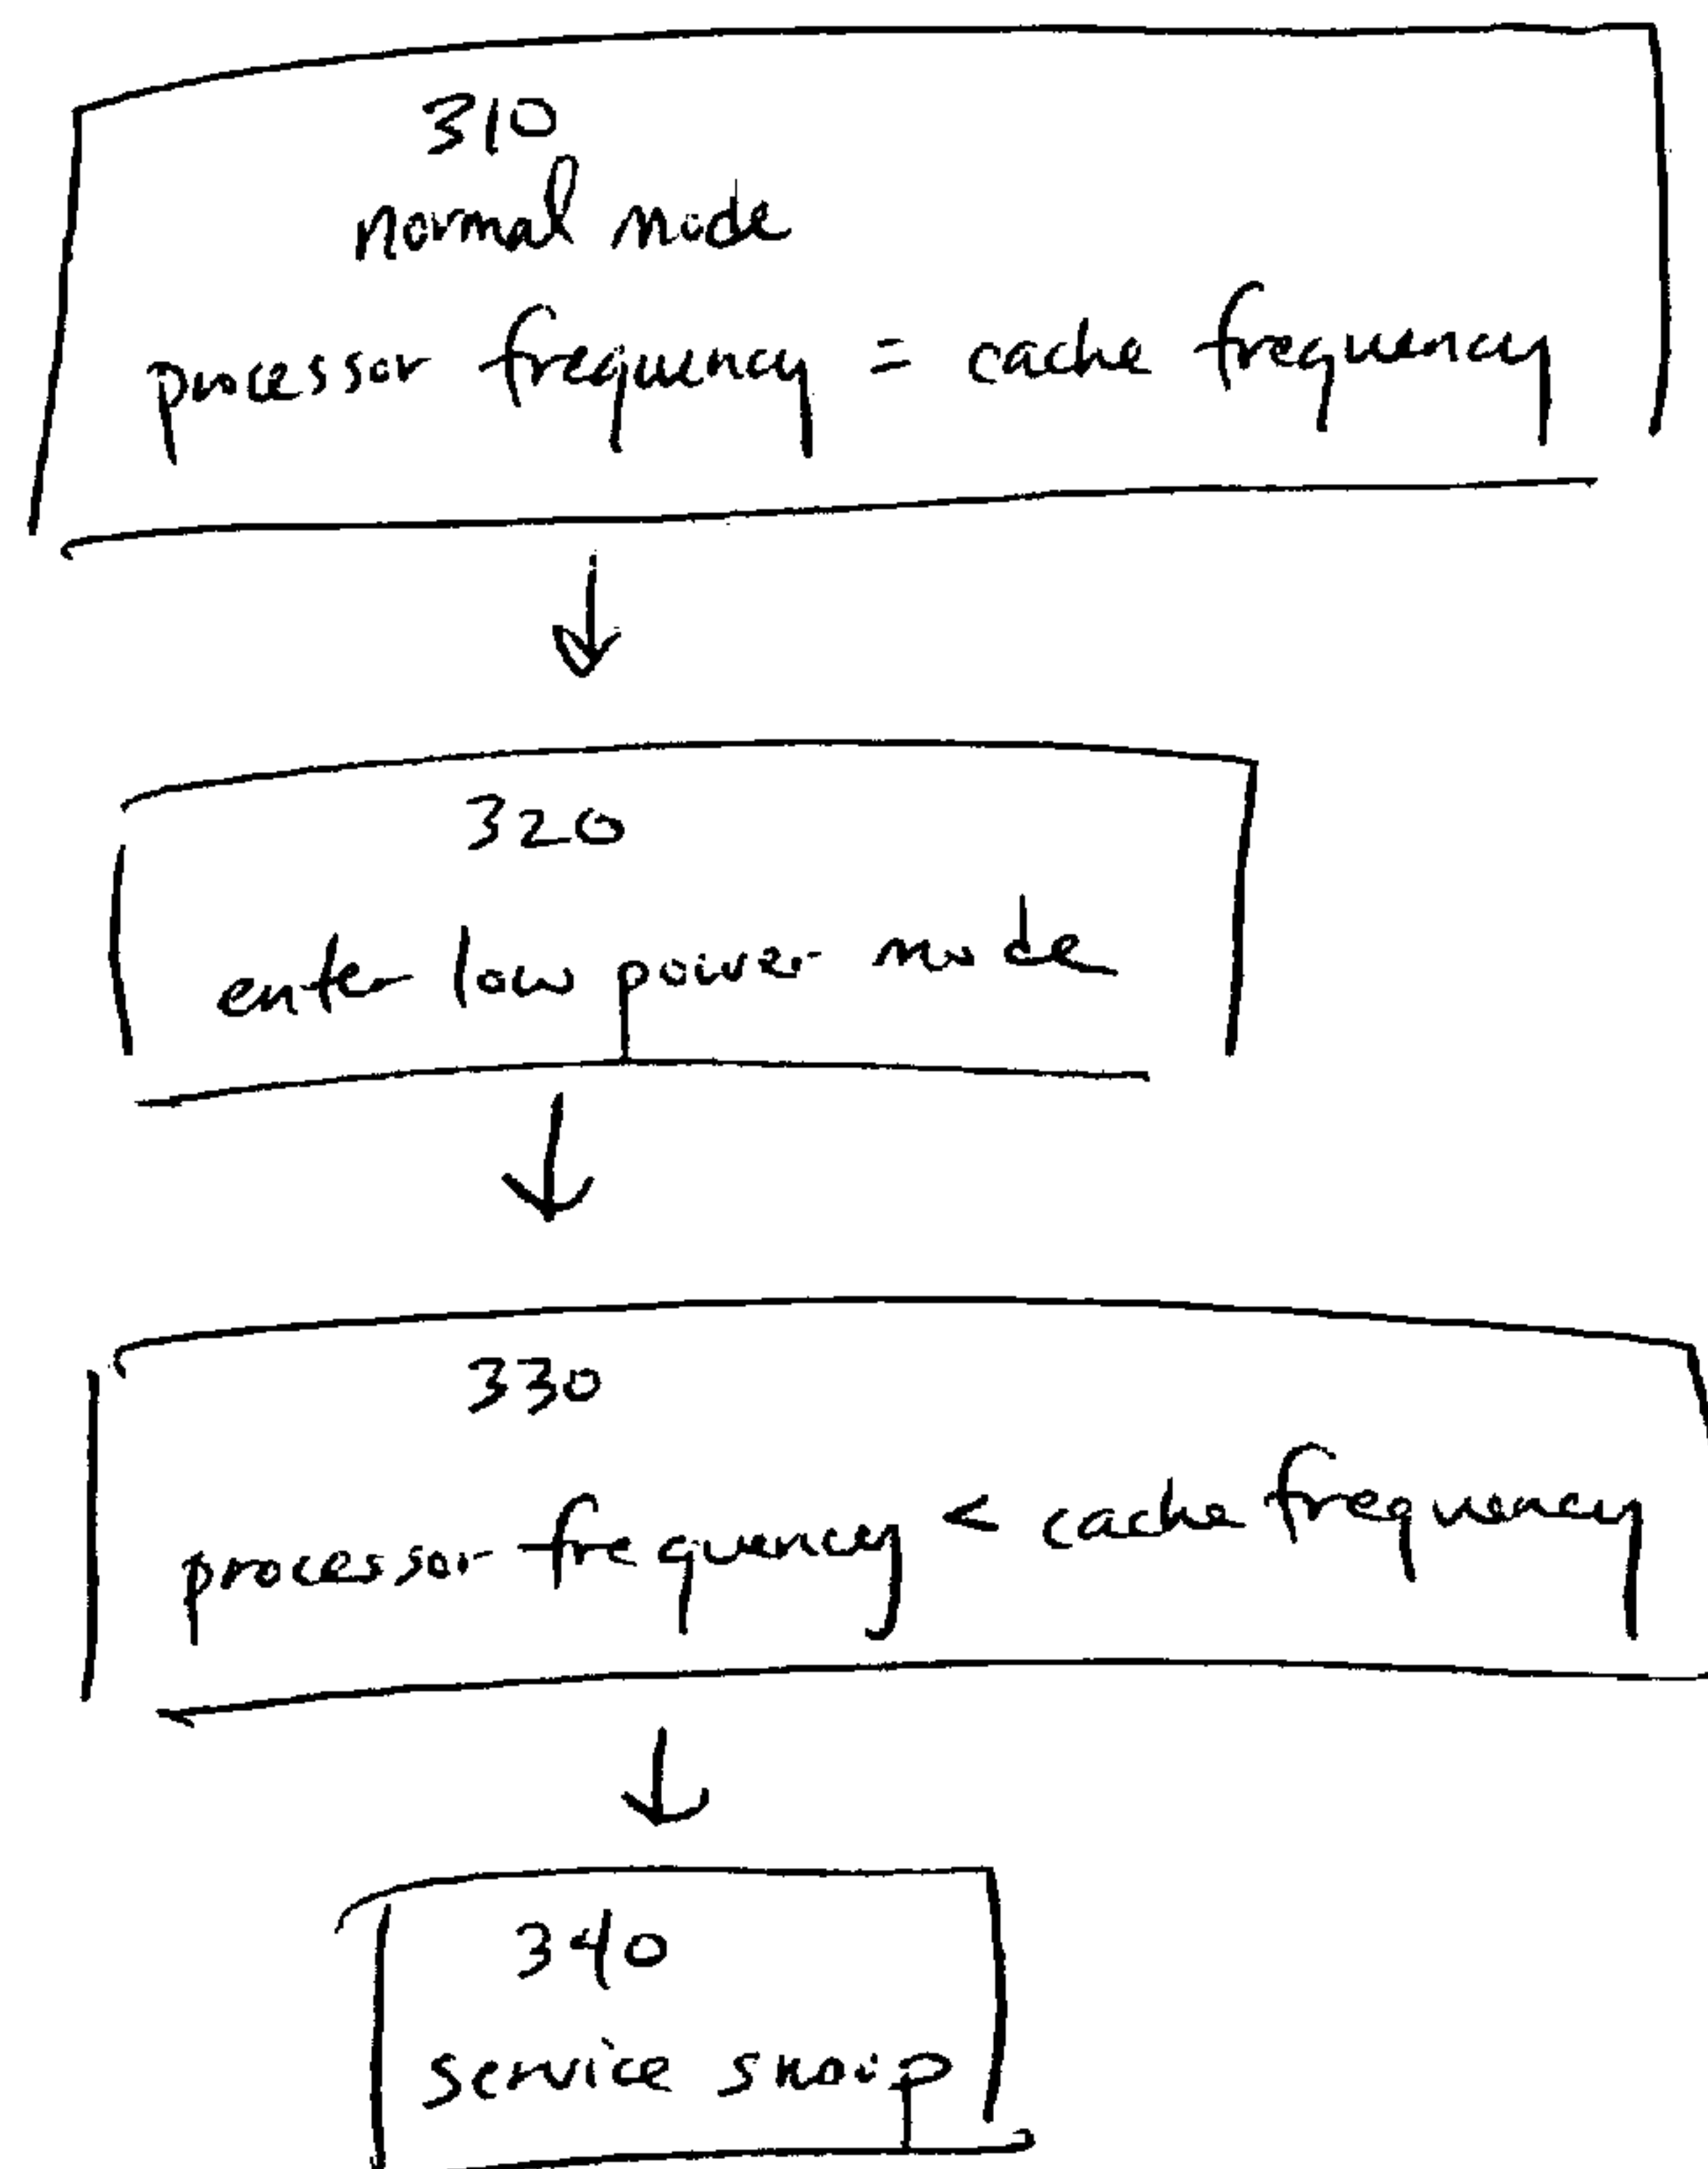 310
normal mode
processor frequency = cache frequency
320
enter low power mode
330
processor frequency < cache frequency
340
service snoop